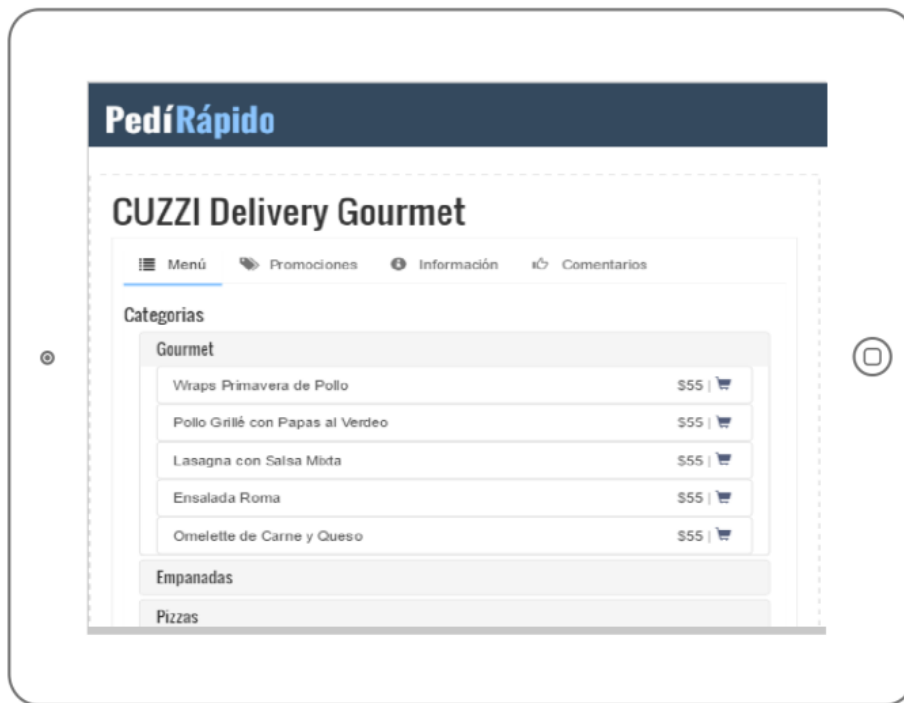 PedíRápido
CUZZI Delivery Gourmet
Menú Promociones Información Comentarios
Categorias
Gourmet
Wraps Primavera de Pollo $55 |
Pollo Grillé con Papas al Verdeo $55 |
Lasagna con Salsa Mixta $55 |
Ensalada Roma $55 |
Omelette de Carne y Queso $55 |
Empanadas
Pizzas